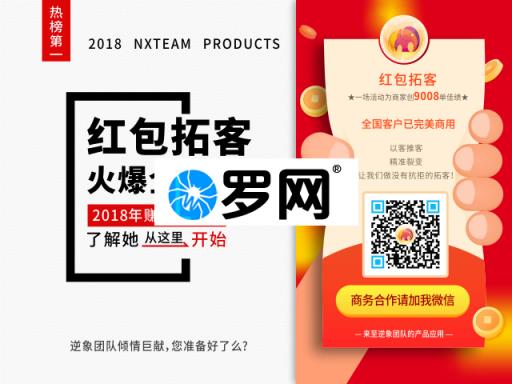 热榜第一
2018 NXTEAM PRODUCTS
红包拓客
火爆
2018年
罗网®
了解她 从这里 开始
逆象团队倾情巨献,您准备好了么?
红包拓客
★一场活动为商家创9008单佳绩★
全国客户已完美商用
以客推客
精准裂变
让我们做没有抗拒的拓客!
商务合作请加我微信
— 来至逆象团队的产品应用 —